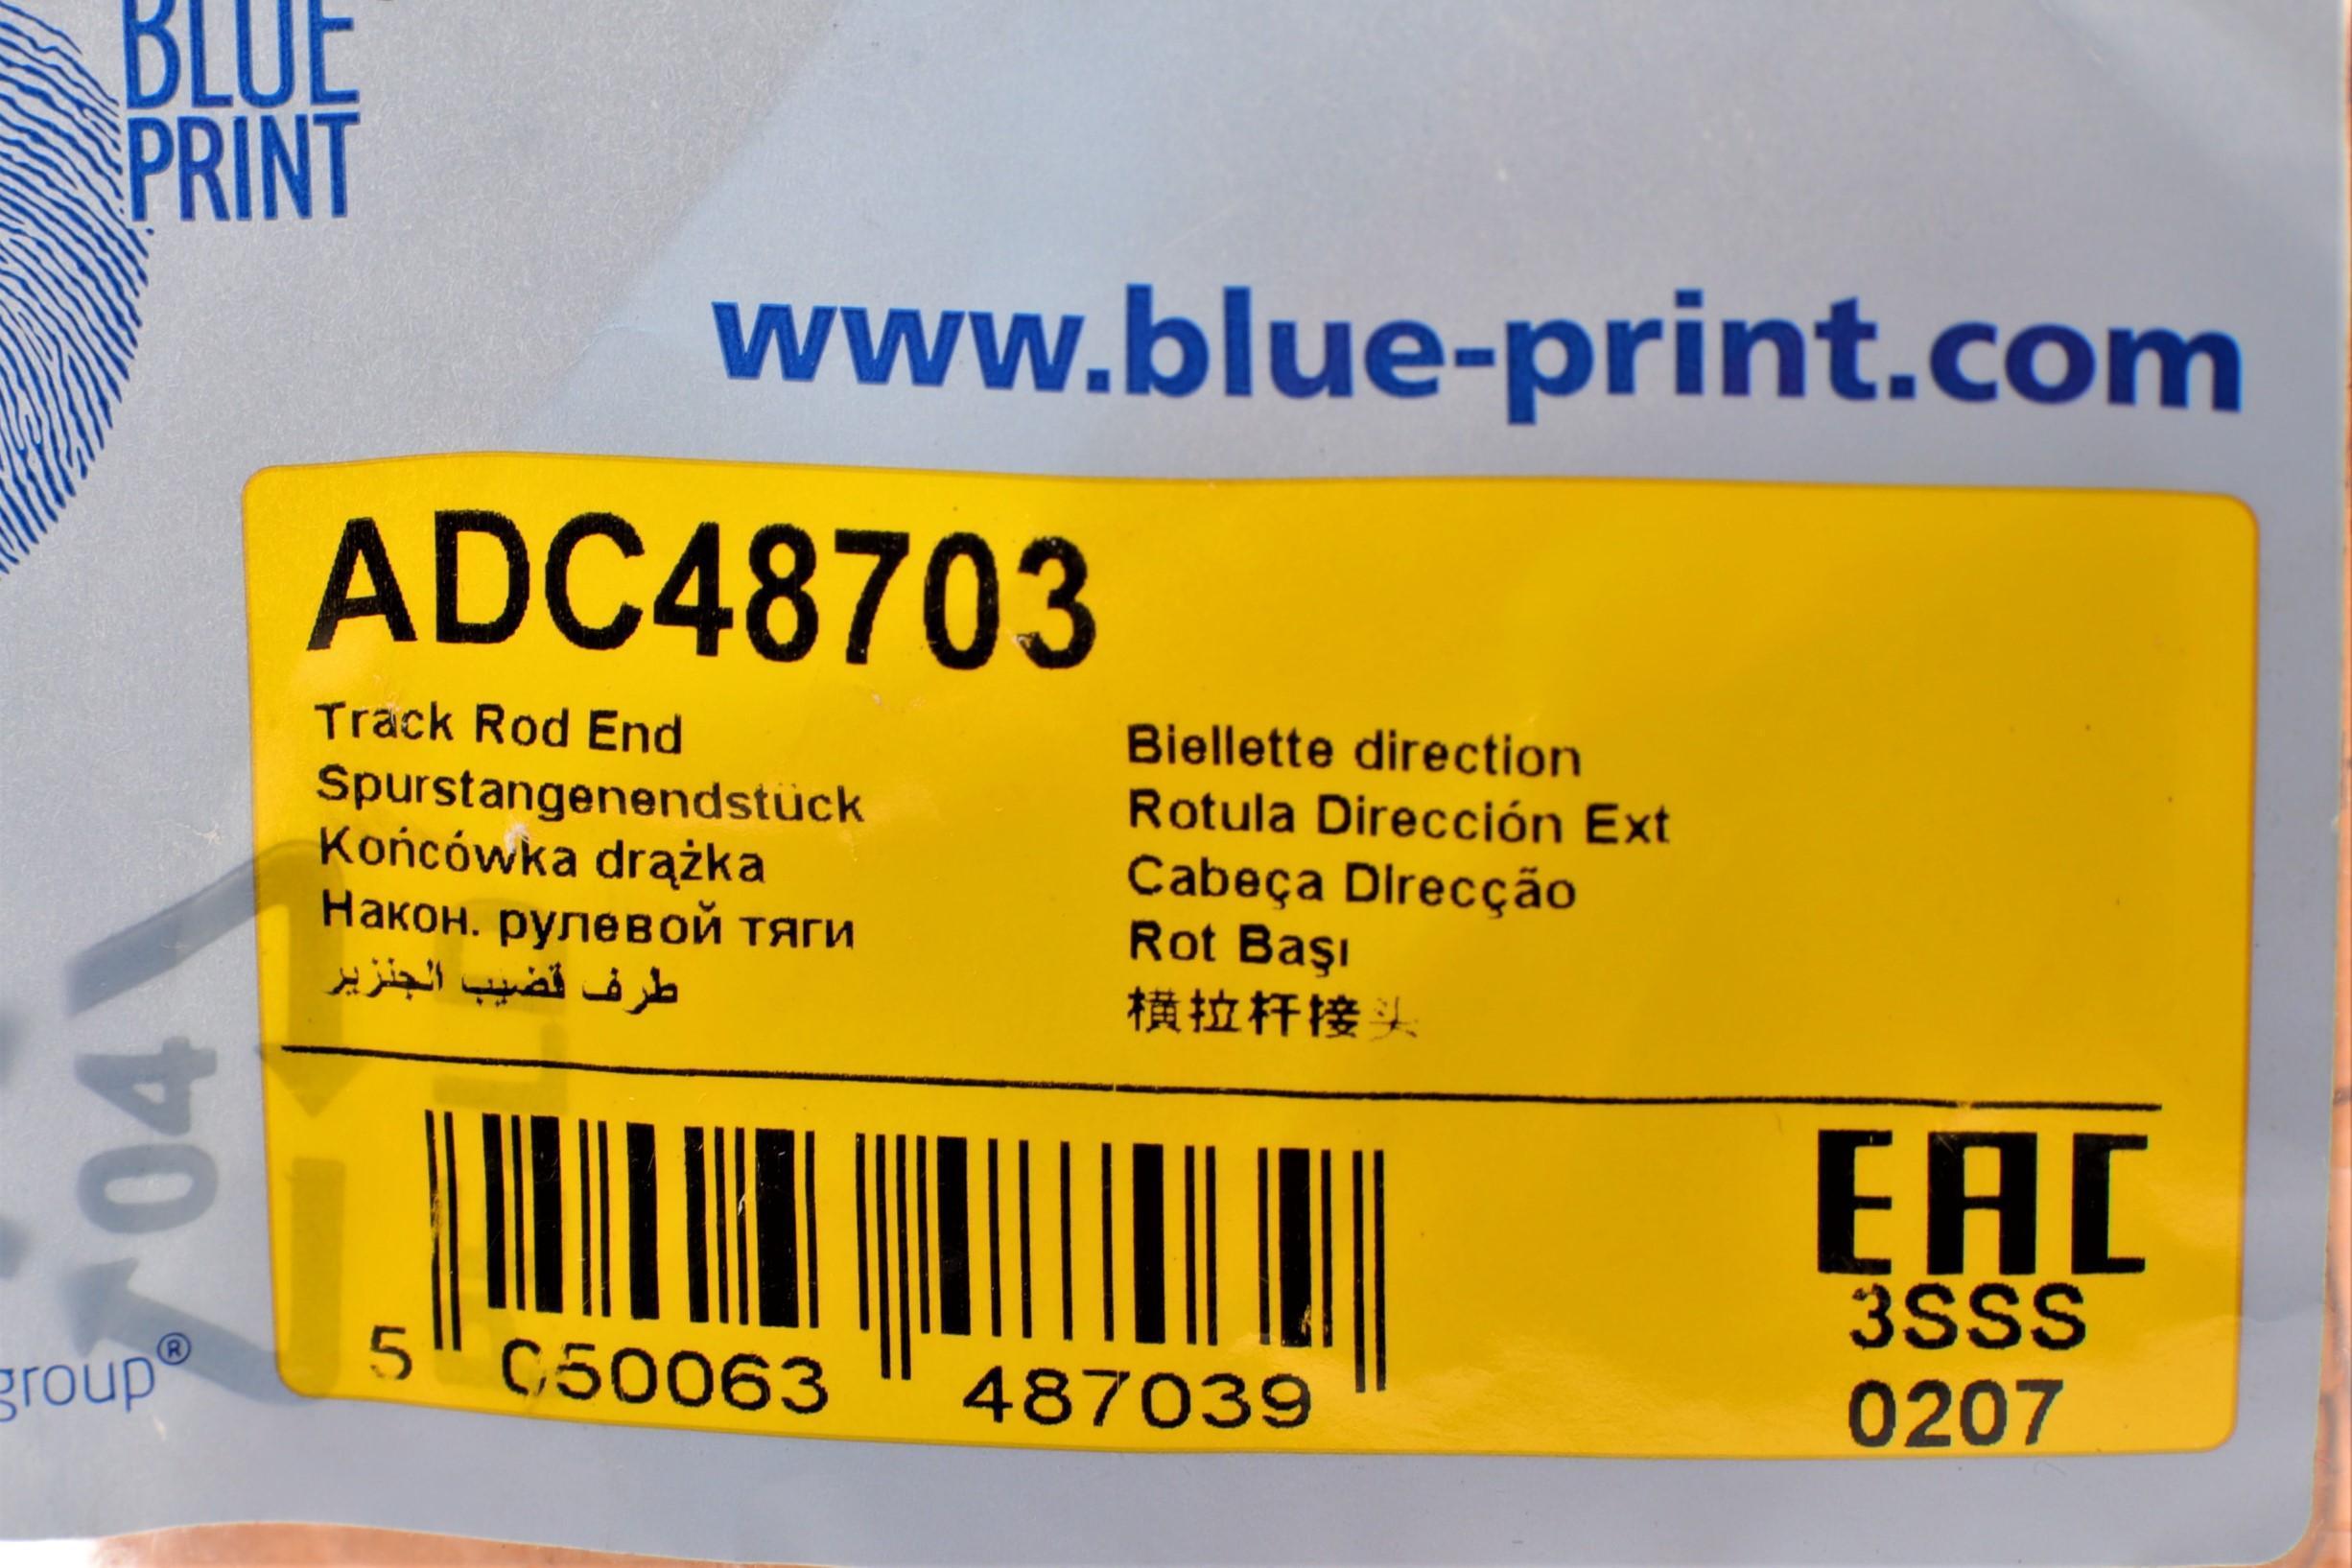 BLUE
PRINT
www.blue-print.com
ADC48703
Track Rod End
Spurstangenendstück
Końcówka drążka
Након. рулевой тяги
طرف قضيب الجنزير
Biellette direction
Rotula Dirección Ext
Cabeça DIrecção
Rot Başı
横拉杆接头
5 050063 487039
EAC
3SSS
0207
04
group®